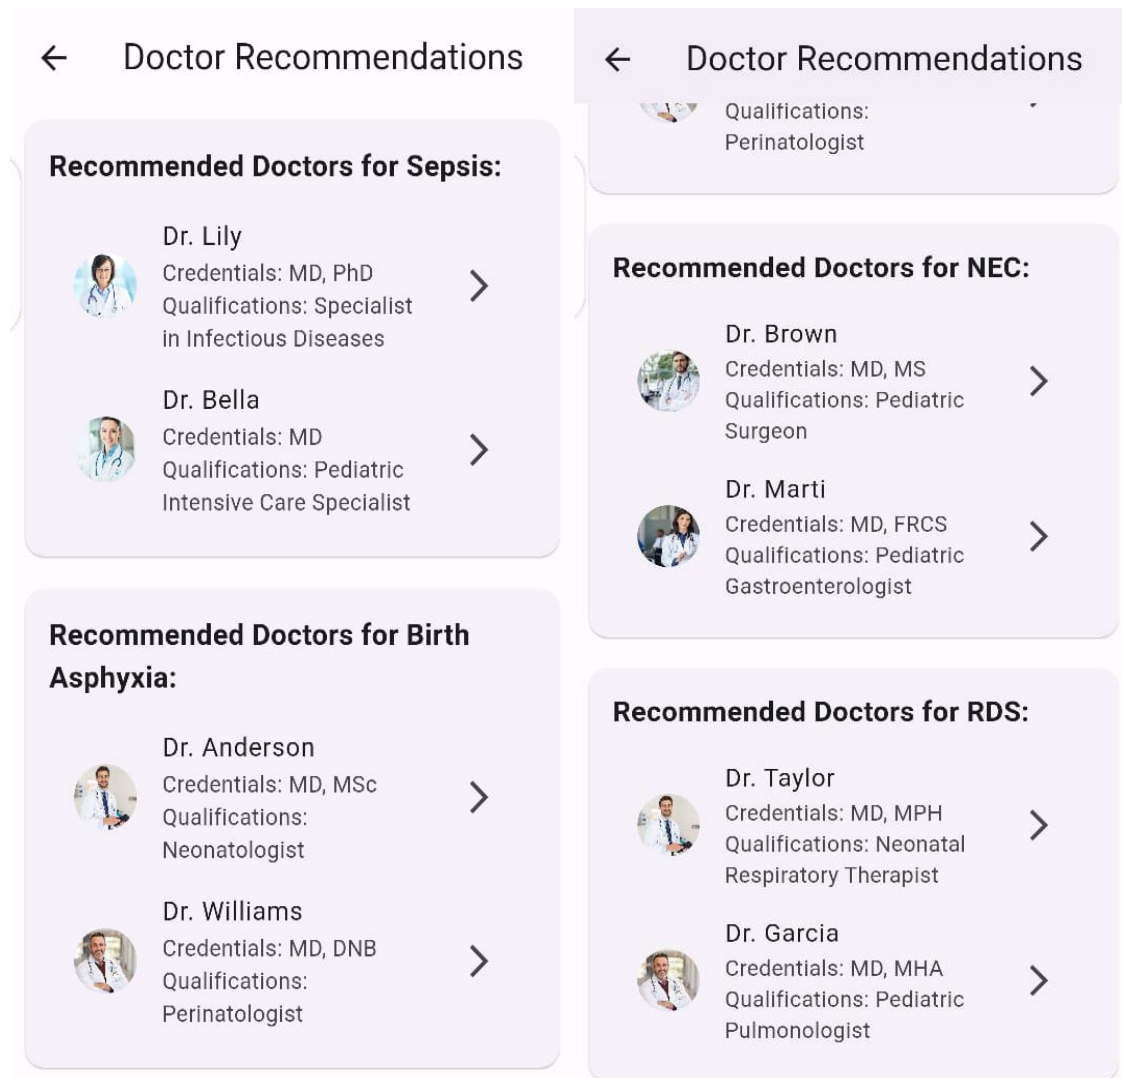 Doctor Recommendations
Recommended Doctors for Sepsis:
Dr. Lily
Credentials: MD, PhD
Qualifications: Specialist
in Infectious Diseases
Dr. Bella
Credentials: MD
Qualifications: Pediatric
Intensive Care Specialist
Recommended Doctors for Birth
Asphyxia:
Dr. Anderson
Credentials: MD, MSc
Qualifications:
Neonatologist
Dr. Williams
Credentials: MD, DNB
Qualifications:
Perinatologist
Doctor Recommendations
Qualifications:
Perinatologist
Recommended Doctors for NEC:
Dr. Brown
Credentials: MD, MS
Qualifications: Pediatric
Surgeon
Dr. Marti
Credentials: MD, FRCS
Qualifications: Pediatric
Gastroenterologist
Recommended Doctors for RDS:
Dr. Taylor
Credentials: MD, MPH
Qualifications: Neonatal
Respiratory Therapist
Dr. Garcia
Credentials: MD, MHA
Qualifications: Pediatric
Pulmonologist